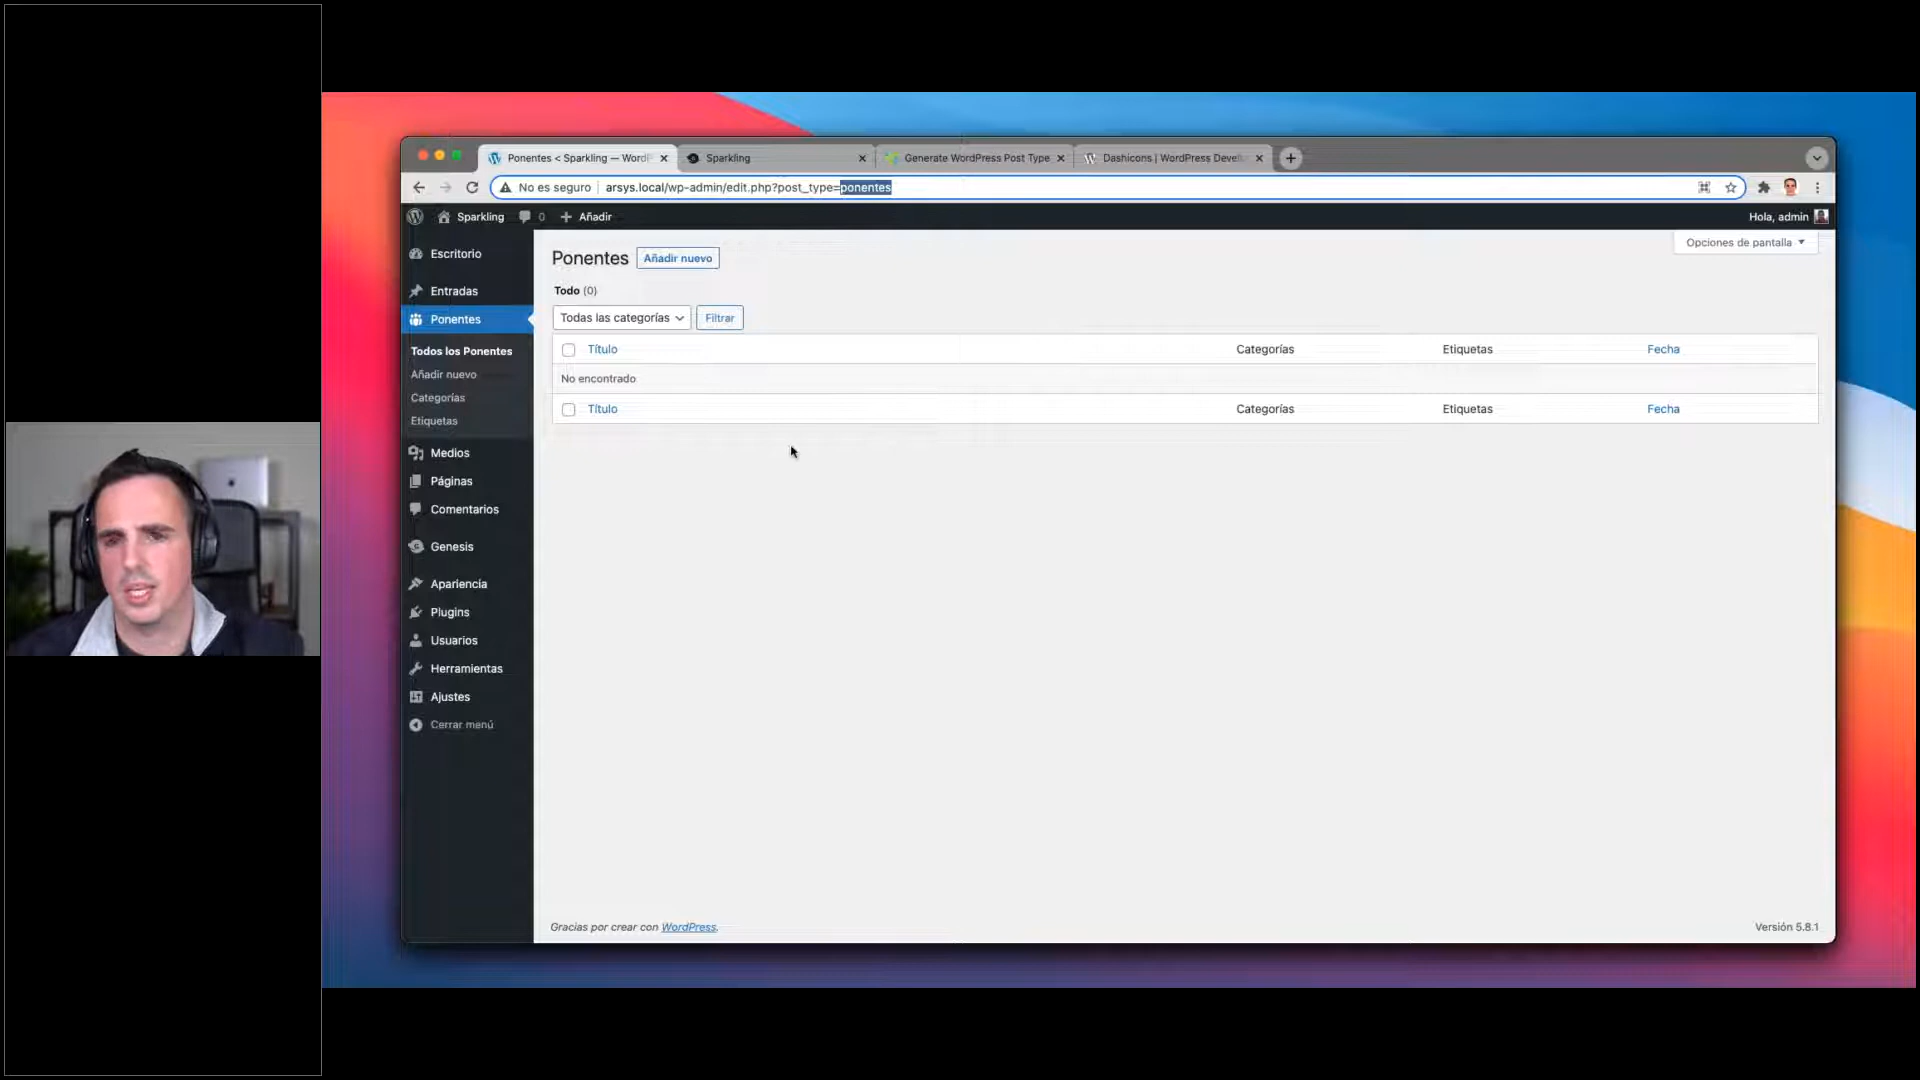 Ponentes < Sparkling — WordP
Sparkling
Generate WordPress Post Type
Dashicons | WordPress Devel
No es seguro
arsys.local/wp-admin/edit.php?post_type=ponentes
Sparkling
0
Añadir
Hola, admin
Opciones de pantalla
Escritorio
Entradas
Ponentes
Todos los Ponentes
Añadir nuevo
Categorías
Etiquetas
Medios
Páginas
Comentarios
Genesis
Apariencia
Plugins
Usuarios
Herramientas
Ajustes
Cerrar menú
Ponentes
Añadir nuevo
Todo (0)
Todas las categorías
Filtrar
Título
Categorías
Etiquetas
Fecha
No encontrado
Título
Categorías
Etiquetas
Fecha
Gracias por crear con WordPress.
Versión 5.8.1